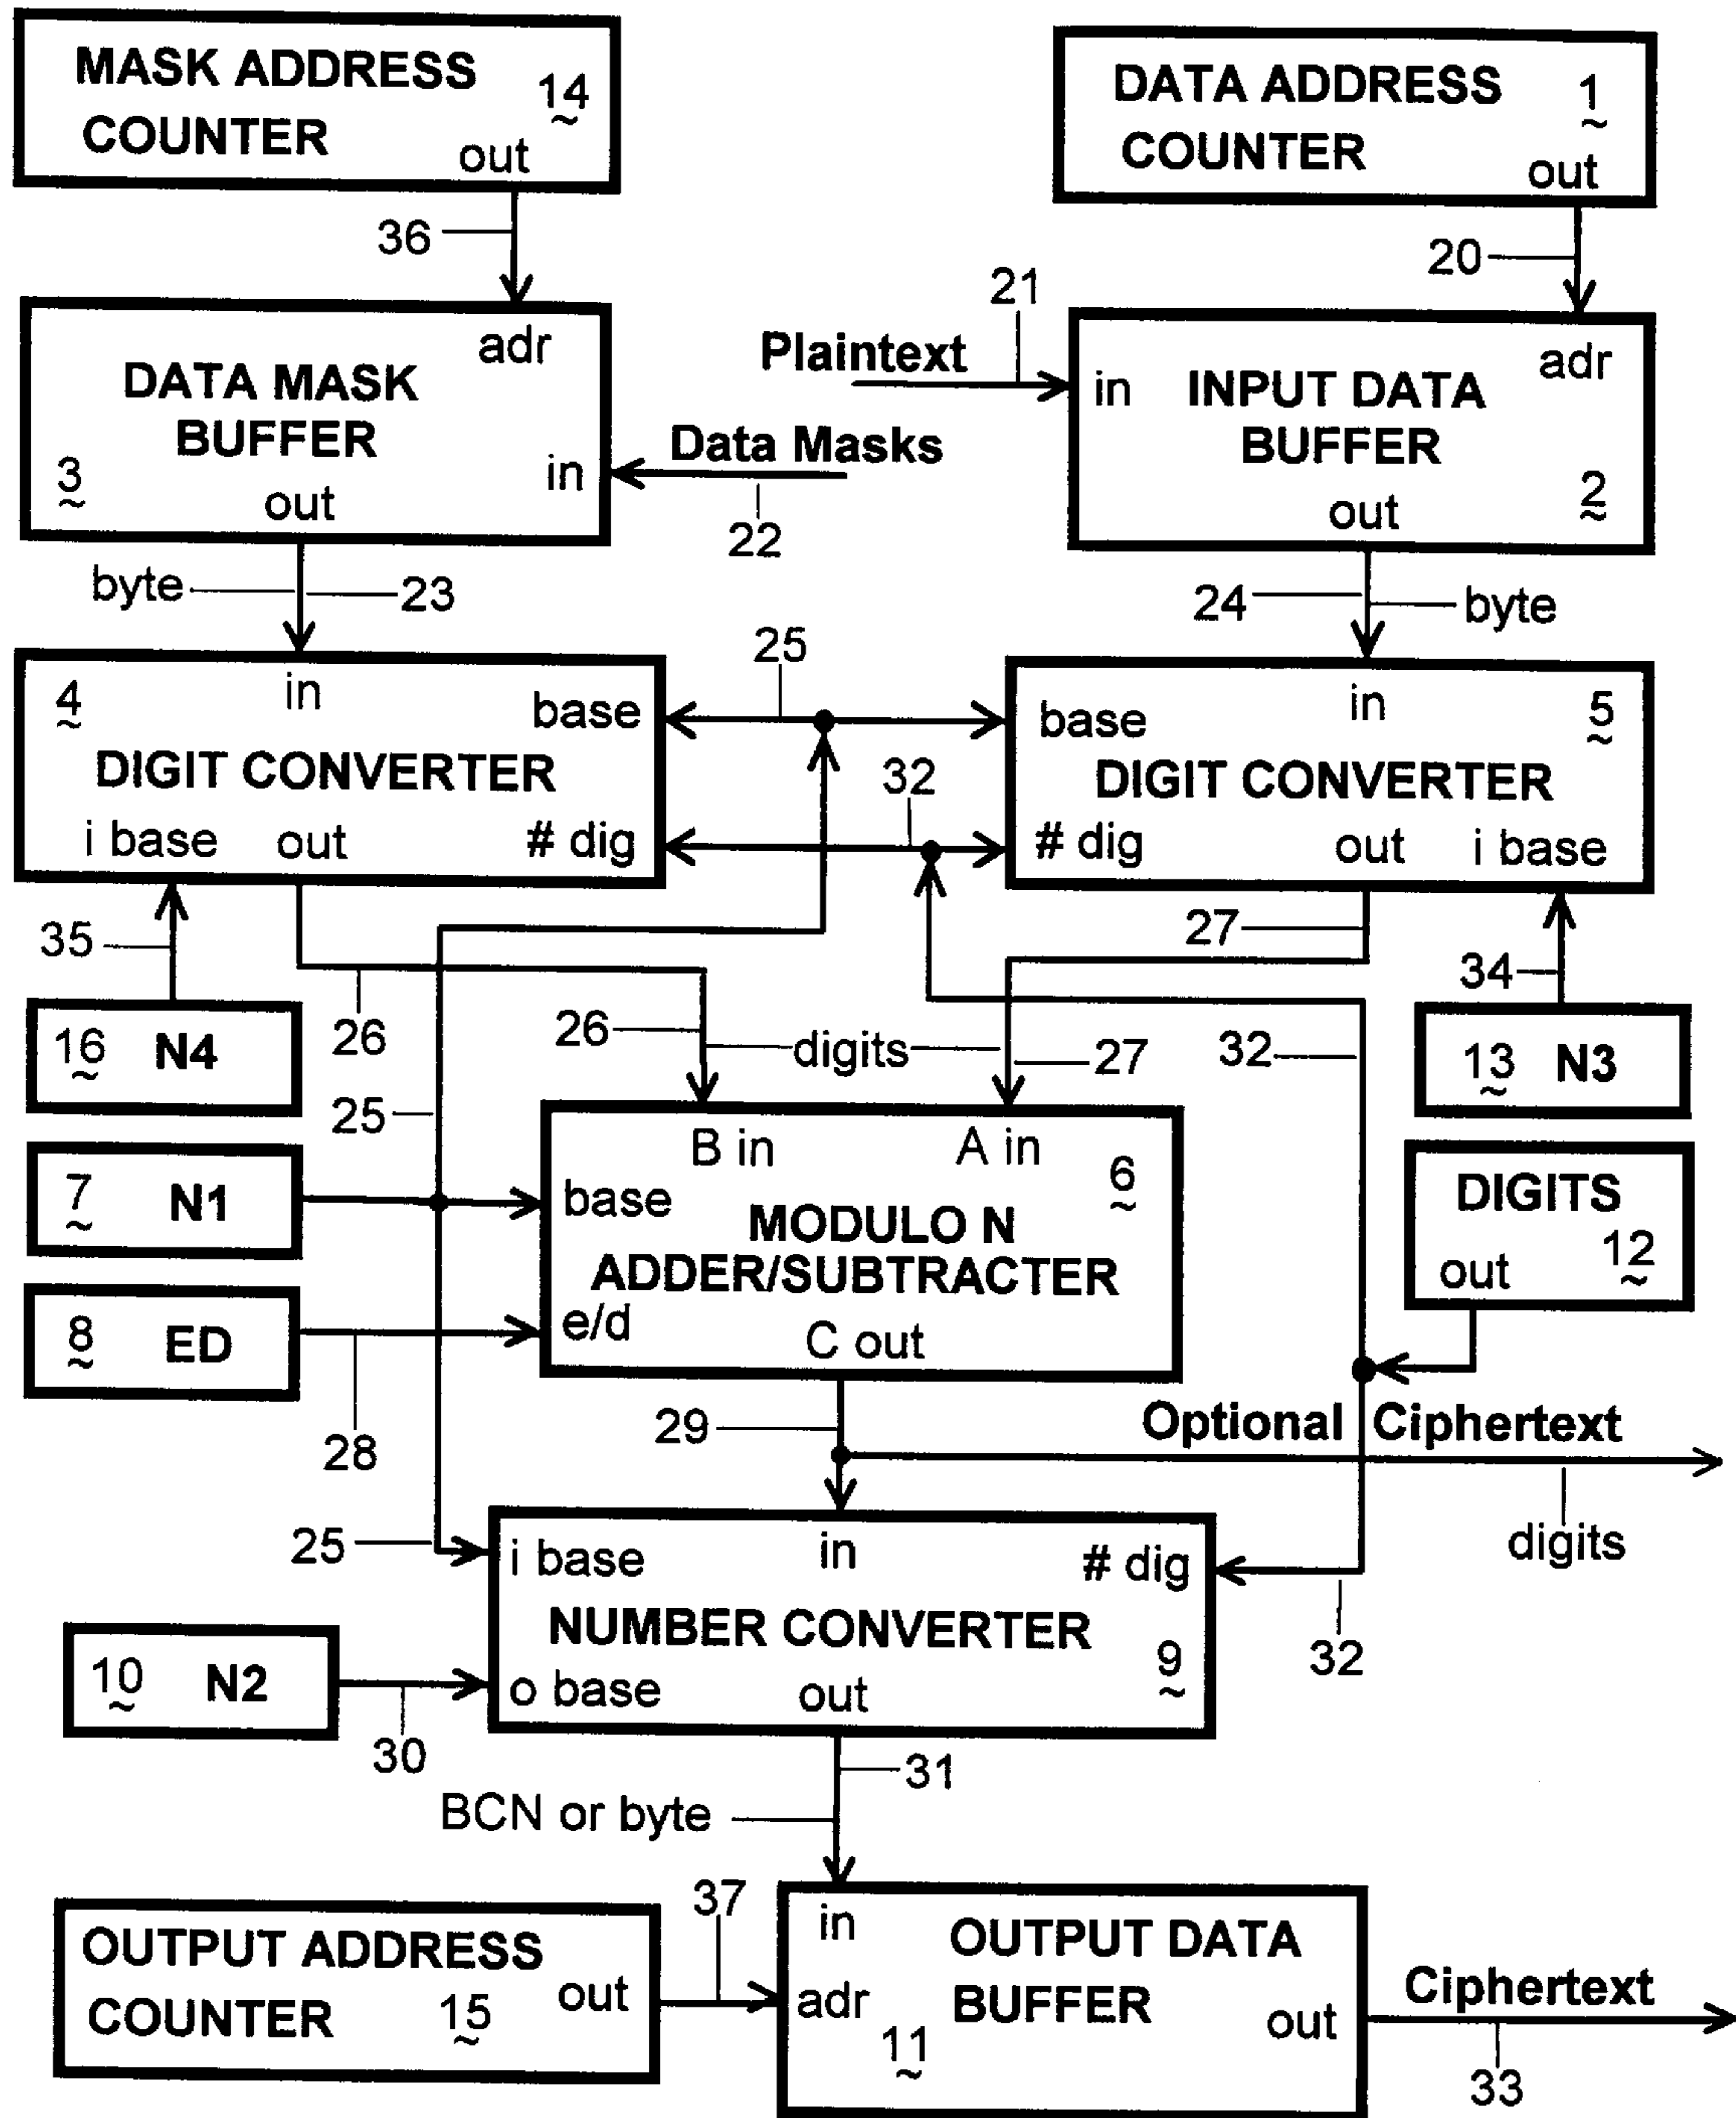 MASK ADDRESS
COUNTER
14
out
DATA ADDRESS
COUNTER
1
out
36
20
adr
DATA MASK
BUFFER
3
out
in
Plaintext
21
Data Masks
22
adr
in
INPUT DATA
BUFFER
2
out
byte
23
24
byte
4
in
base
DIGIT CONVERTER
i base
out
# dig
25
32
base
in
5
DIGIT CONVERTER
# dig
out
i base
35
26
27
34
16
N4
26
digits
27
32
13
N3
25
7
N1
B in
A in
6
base
MODULO N
ADDER/SUBTRACTER
e/d
C out
DIGITS
12
out
8
ED
28
29
Optional Ciphertext
digits
25
i base
in
# dig
NUMBER CONVERTER
9
o base
out
32
10
N2
30
31
BCN or byte
OUTPUT ADDRESS
COUNTER
15
out
37
in
OUTPUT DATA
BUFFER
adr
11
out
Ciphertext
33